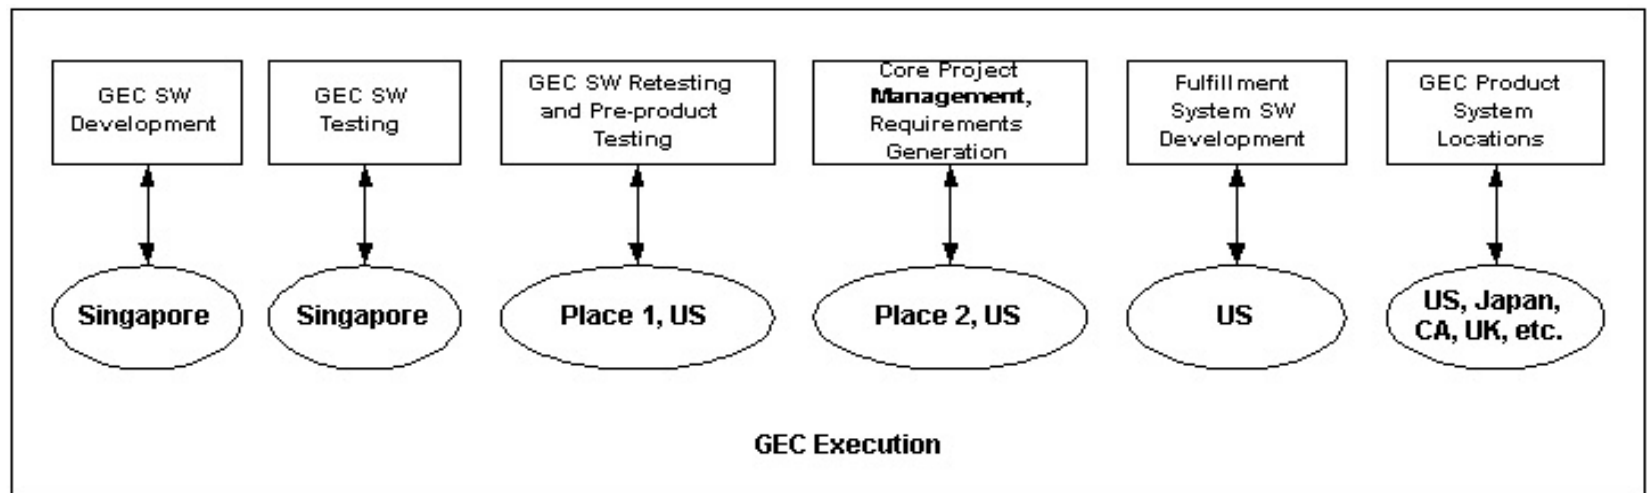 GEC SW
Development
GEC SW
Testing
GEC SW Retesting
and Pre-product
Testing
Core Project
Management,
Requirements
Generation
Fulfillment
System SW
Development
GEC Product
System
Locations
Singapore
Singapore
Place 1, US
Place 2, US
US
US, Japan,
CA, UK, etc.
GEC Execution